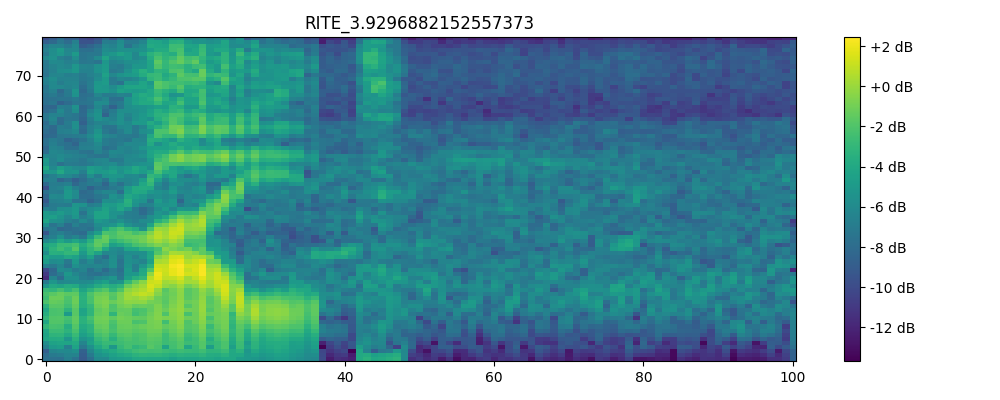 RITE_3.9296882152557373
70
60
50
40
30
20
10
0
0 20 40 60 80 100
+2 dB
+0 dB
-2 dB
-4 dB
-6 dB
-8 dB
-10 dB
-12 dB